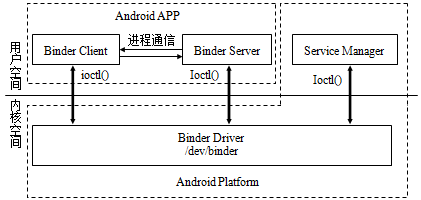 Android APP
用户空间
Binder Client
进程通信
Binder Server
Service Manager
ioctl()
Ioctl()
Ioctl()
内核空间
Binder Driver
/dev/binder
Android Platform